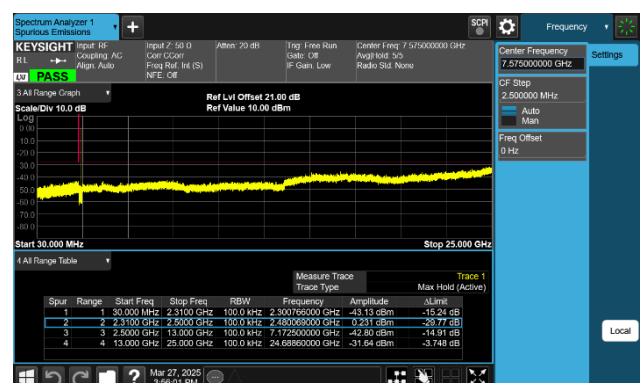 Spectrum Analyzer 1
Spurious Emissions
SCPI
Frequency
KEYSIGHT
RL
PASS
Input: RF
Coupling: AC
Align: Auto
Input Z: 50 Ω
Corr CCorr
Freq Ref: Int (S)
NFE: Off
Atten: 20 dB
Trig: Free Run
Gate: Off
IF Gain: Low
Center Freq: 7.575000000 GHz
Avg|Hold: 5/5
Radio Std: None
Center Frequency
7.575000000 GHz
Settings
CF Step
2.500000 MHz
Auto
Man
Freq Offset
0 Hz
Local
3 All Range Graph
Scale/Div 10.0 dB
Ref Lvl Offset 21.00 dB
Ref Value 10.00 dBm
Log
0.00
-10.0
-20.0
-30.0
-40.0
-50.0
-60.0
-70.0
-80.0
Start 30.000 MHz
Stop 25.000 GHz
4 All Range Table
Measure Trace Trace 1
Trace Type Max Hold (Active)
Spur Range Start Freq Stop Freq RBW Frequency Amplitude ΔLimit
1 1 30.000 MHz 2.3100 GHz 100.0 kHz 2.300766000 GHz -43.13 dBm -15.24 dB
2 2 2.3100 GHz 2.5000 GHz 100.0 kHz 2.480069000 GHz 0.231 dBm -29.77 dB
3 3 2.5000 GHz 13.000 GHz 100.0 kHz 7.172500000 GHz -42.80 dBm -14.91 dB
4 4 13.000 GHz 25.000 GHz 100.0 kHz 24.68860000 GHz -31.64 dBm -3.748 dB
Mar 27, 2025
3:56:01 PM